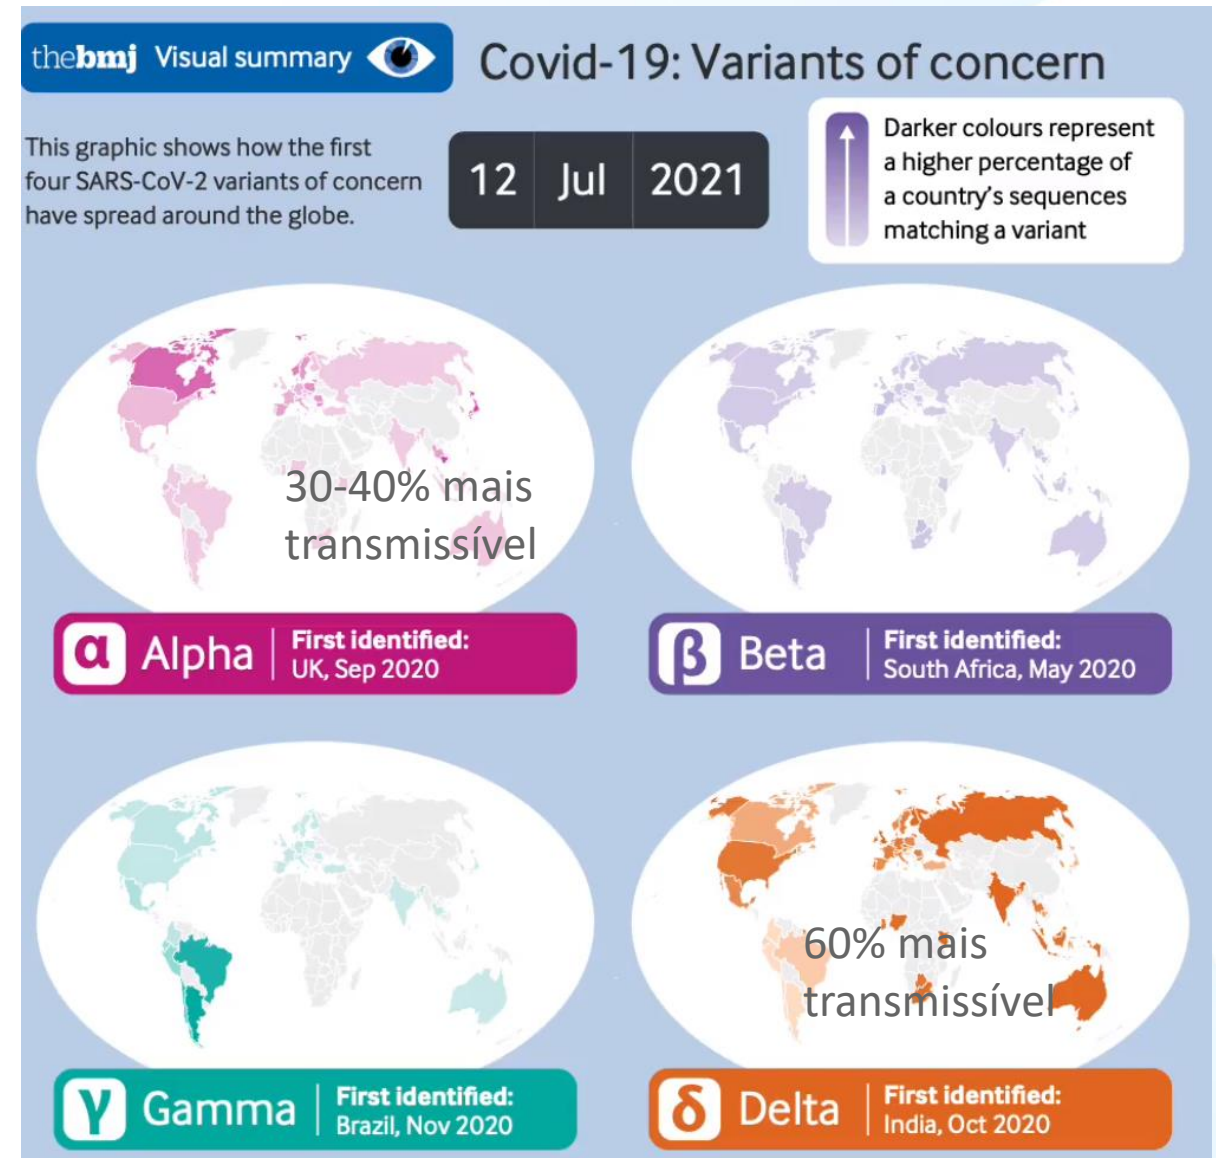 thebmj Visual summary
Covid-19: Variants of concern
This graphic shows how the first
four SARS-CoV-2 variants of concern
have spread around the globe.
12 Jul 2021
Darker colours represent
a higher percentage of
a country's sequences
matching a variant
30-40% mais
transmissível
α Alpha
First identified:
UK, Sep 2020
β Beta
First identified:
South Africa, May 2020
60% mais
transmissível
γ Gamma
First identified:
Brazil, Nov 2020
δ Delta
First identified:
India, Oct 2020